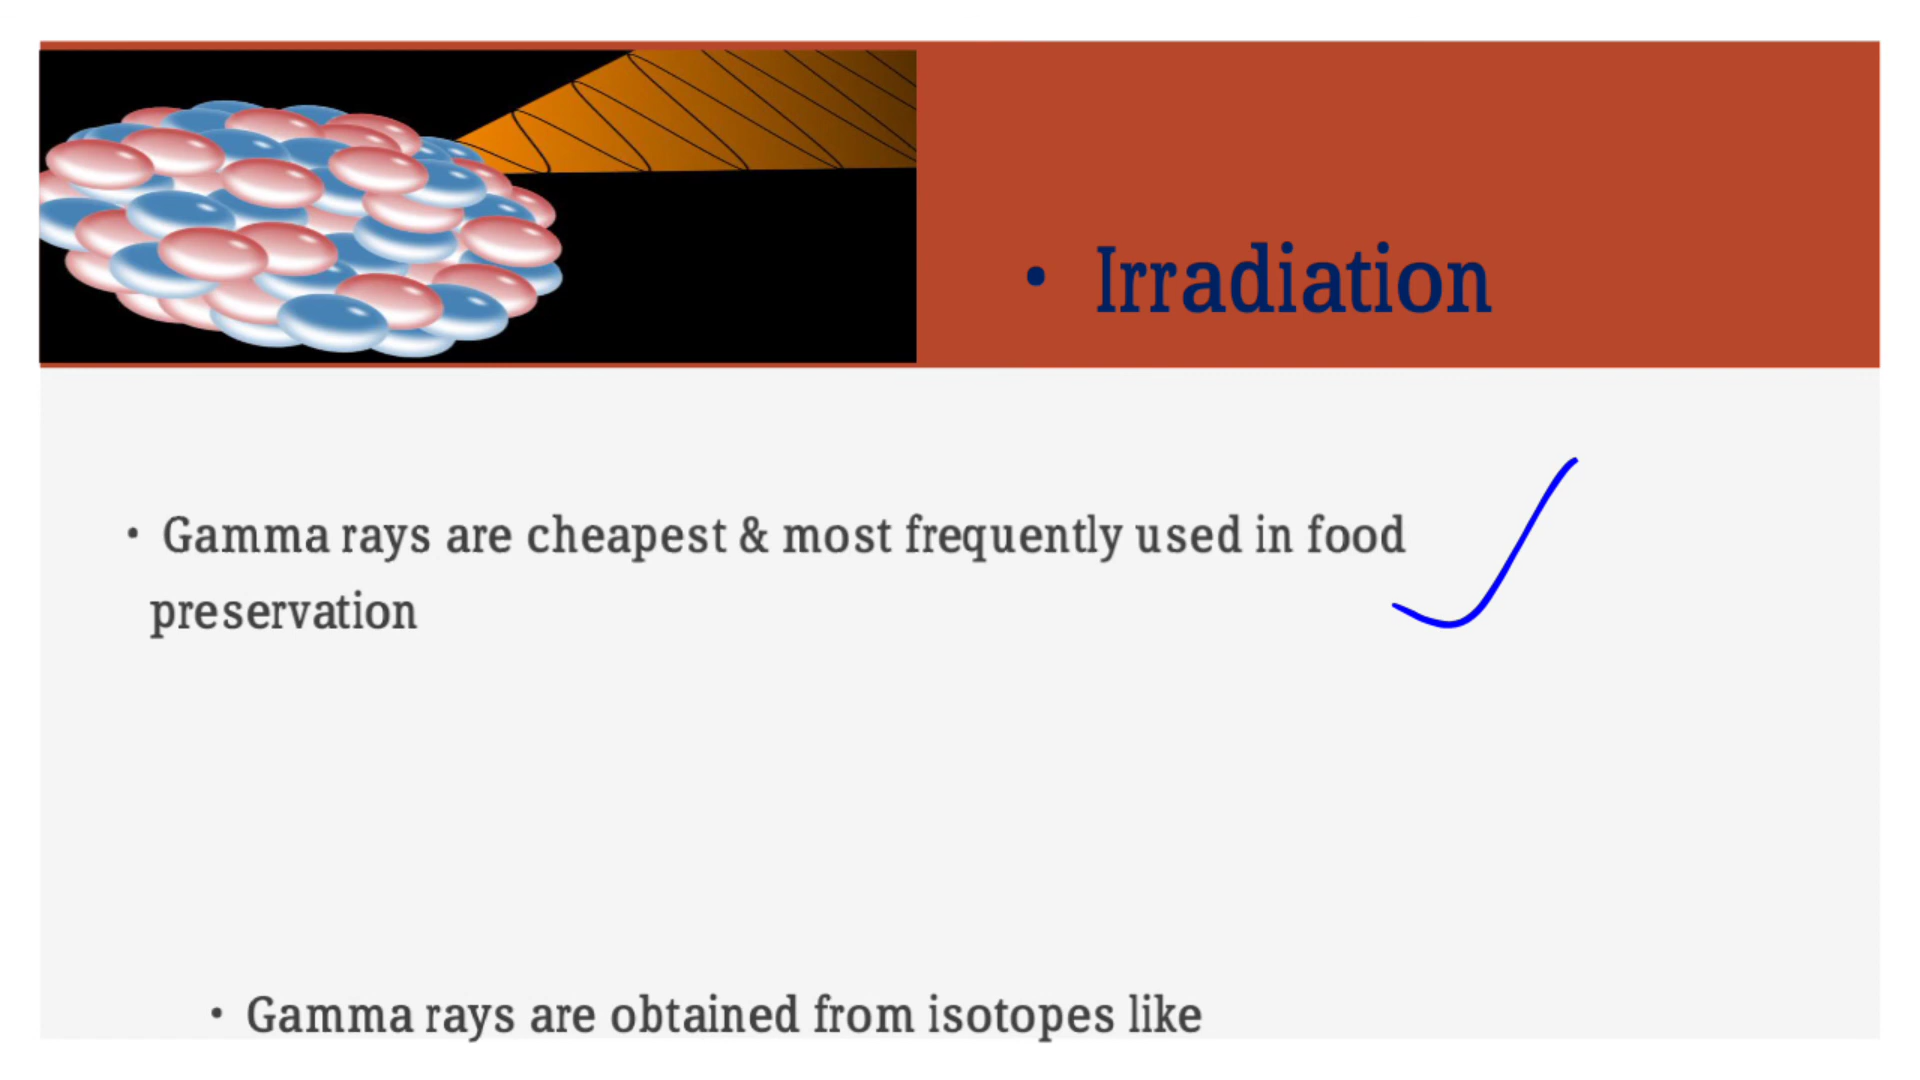 • Irradiation
• Gamma rays are cheapest & most frequently used in food
preservation
• Gamma rays are obtained from isotopes like